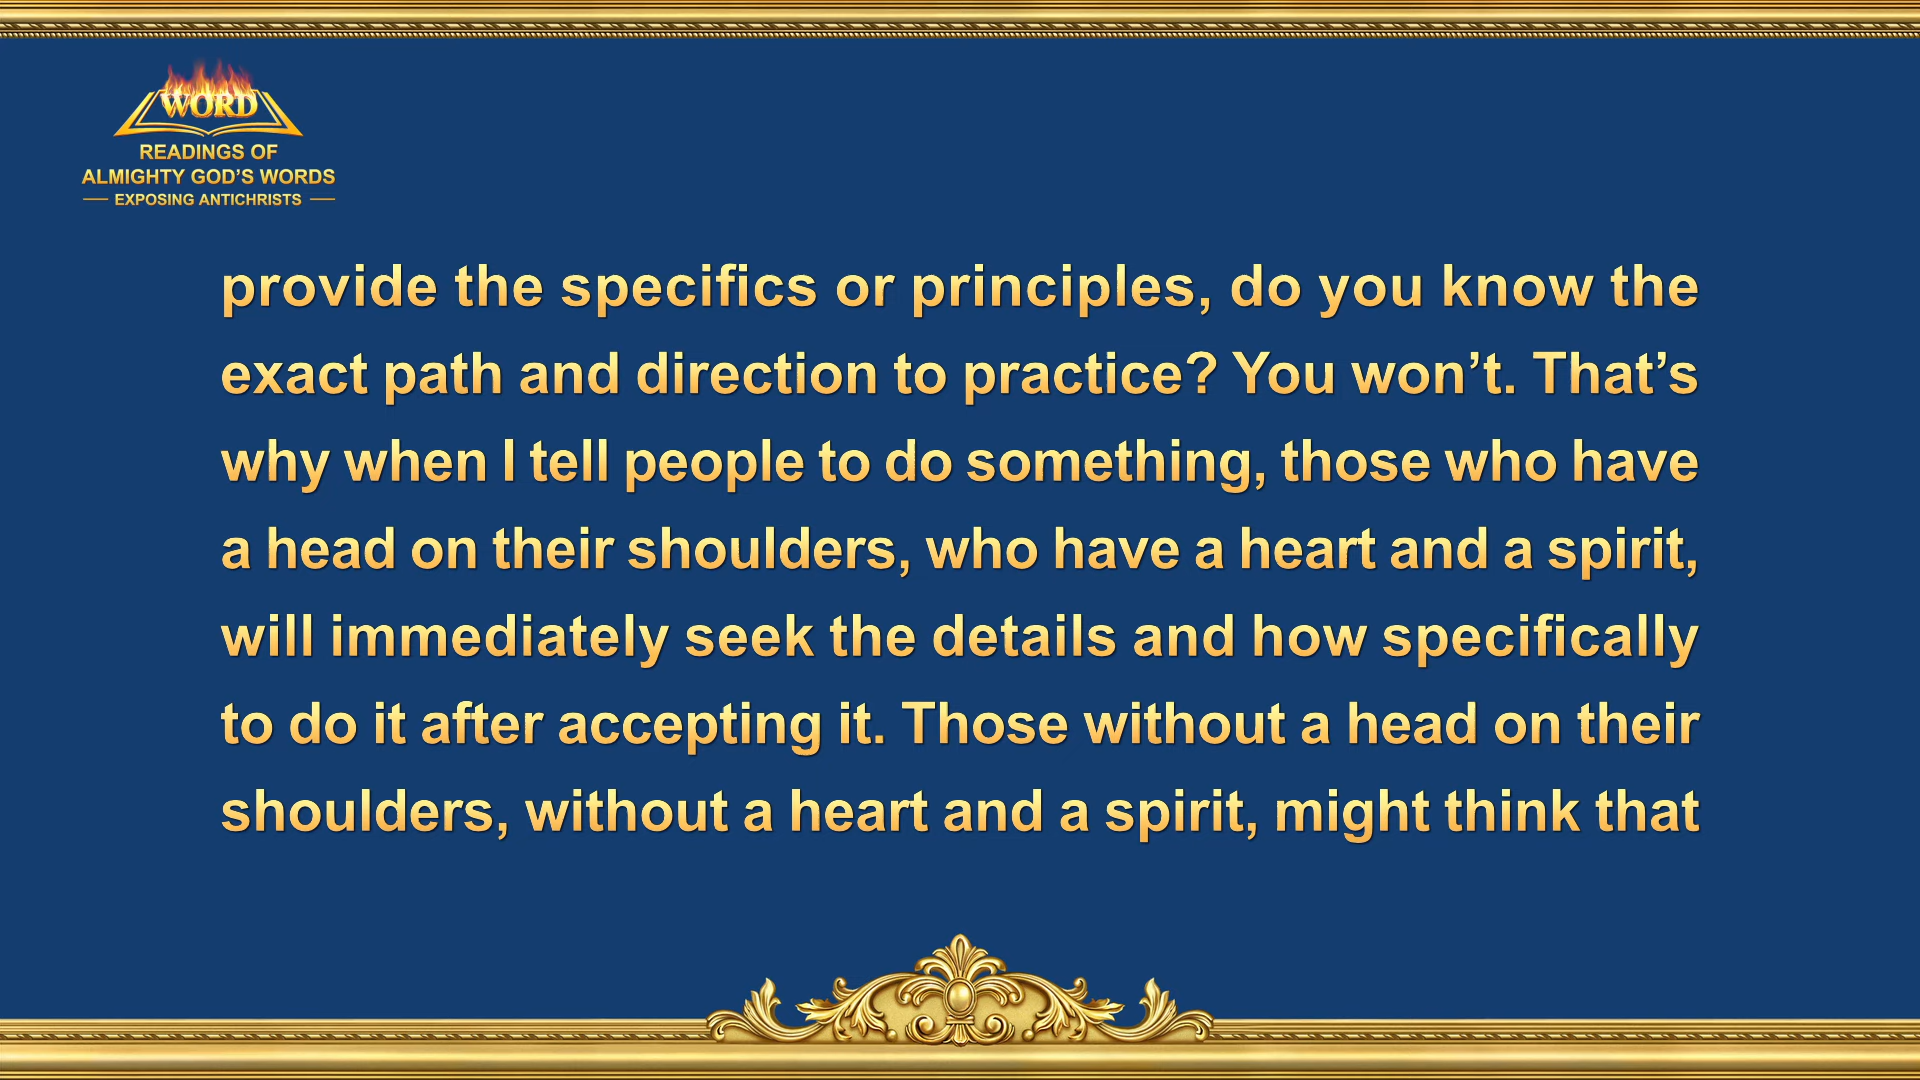 WORD
READINGS OF
ALMIGHTY GOD’S WORDS
EXPOSING ANTICHRISTS
provide the specifics or principles, do you know the
exact path and direction to practice? You won’t. That’s
why when I tell people to do something, those who have
a head on their shoulders, who have a heart and a spirit,
will immediately seek the details and how specifically
to do it after accepting it. Those without a head on their
shoulders, without a heart and a spirit, might think that